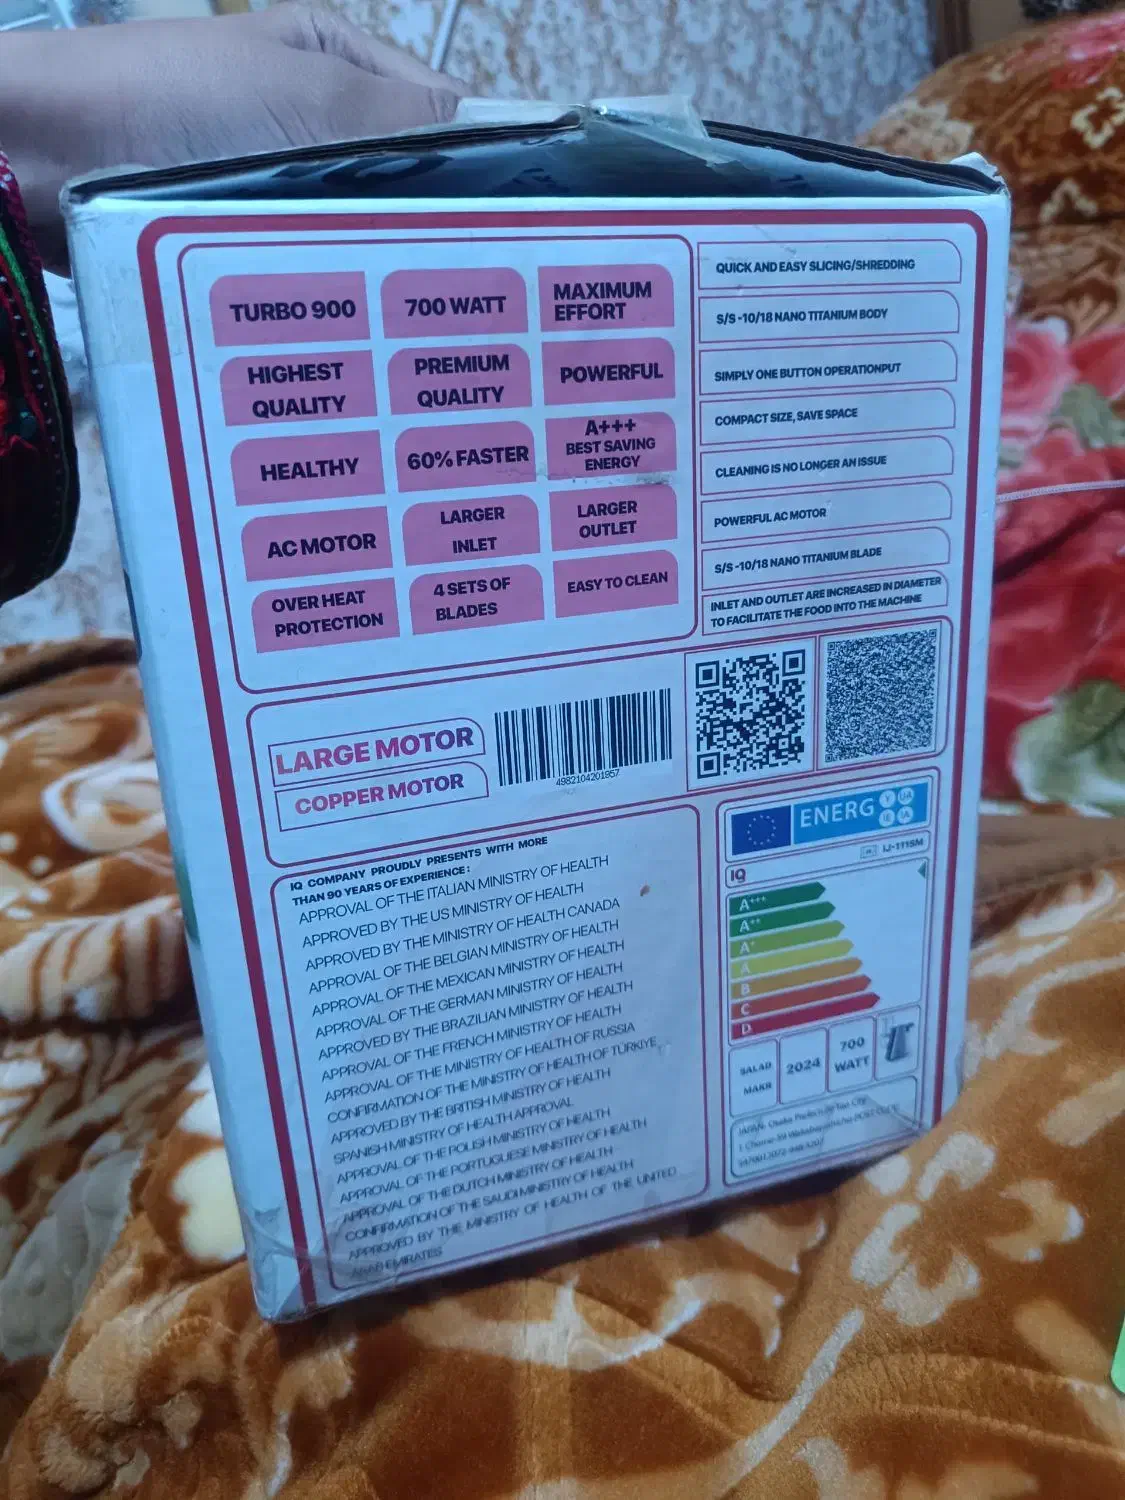 TURBO 900
700 WATT
MAXIMUM
EFFORT
HIGHEST
QUALITY
PREMIUM
QUALITY
POWERFUL
HEALTHY
60% FASTER
A+++
BEST SAVING
ENERGY
AC MOTOR
LARGER
INLET
LARGER
OUTLET
OVER HEAT
PROTECTION
4 SETS OF
BLADES
EASY TO CLEAN
QUICK AND EASY SLICING/SHREDDING
S/S -10/18 NANO TITANIUM BODY
SIMPLY ONE BUTTON OPERATIONPUT
COMPACT SIZE, SAVE SPACE
CLEANING IS NO LONGER AN ISSUE
POWERFUL AC MOTOR
S/S -10/18 NANO TITANIUM BLADE
INLET AND OUTLET ARE INCREASED IN DIAMETER
TO FACILITATE THE FOOD INTO THE MACHINE
LARGE MOTOR
COPPER MOTOR
4982104201957
IQ COMPANY PROUDLY PRESENTS WITH MORE
THAN 90 YEARS OF EXPERIENCE :
APPROVAL OF THE ITALIAN MINISTRY OF HEALTH
APPROVED BY THE US MINISTRY OF HEALTH
APPROVED BY THE MINISTRY OF HEALTH CANADA
APPROVAL OF THE BELGIAN MINISTRY OF HEALTH
APPROVAL OF THE MEXICAN MINISTRY OF HEALTH
APPROVAL OF THE GERMAN MINISTRY OF HEALTH
APPROVED BY THE BRAZILIAN MINISTRY OF HEALTH
APPROVAL OF THE FRENCH MINISTRY OF HEALTH
APPROVAL OF THE MINISTRY OF HEALTH OF RUSSIA
CONFIRMATION OF THE MINISTRY OF HEALTH OF TÜRKIYE
APPROVED BY THE BRITISH MINISTRY OF HEALTH
SPANISH MINISTRY OF HEALTH APPROVAL
APPROVAL OF THE POLISH MINISTRY OF HEALTH
APPROVAL OF THE PORTUGUESE MINISTRY OF HEALTH
APPROVAL OF THE DUTCH MINISTRY OF HEALTH
CONFIRMATION OF THE SAUDI MINISTRY OF HEALTH
APPROVED BY THE MINISTRY OF HEALTH OF THE UNITED
ARAB EMIRATES
ENERG
Y UA
IE IA
IJ-111SM
IQ
A+++
A++
A+
A
B
C
D
SALAD
MAKR
2024
700
WATT
JAPAN: Osaka Prefecture